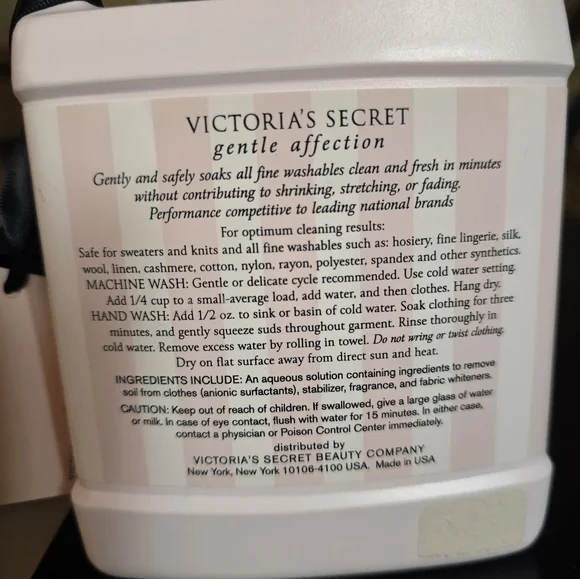 VICTORIA'S SECRET
gentle affection
Gently and safely soaks all fine washables clean and fresh in minutes
without contributing to shrinking, stretching, or fading.
Performance competitive to leading national brands
For optimum cleaning results:
Safe for sweaters and knits and all fine washables such as: hosiery, fine lingerie, silk,
wool, linen, cashmere, cotton, nylon, rayon, polyester, spandex and other synthetics.
MACHINE WASH: Gentle or delicate cycle recommended. Use cold water setting.
Add 1/4 cup to a small-average load, add water, and then clothes. Hang dry.
HAND WASH: Add 1/2 oz. to sink or basin of cold water. Soak clothing for three
minutes, and gently squeeze suds throughout garment. Rinse thoroughly in
cold water. Remove excess water by rolling in towel. Do not wring or twist clothing.
Dry on flat surface away from direct sun and heat.
INGREDIENTS INCLUDE: An aqueous solution containing ingredients to remove
soil from clothes (anionic surfactants), stabilizer, fragrance, and fabric whiteners.
CAUTION: Keep out of reach of children. If swallowed, give a large glass of water
or milk. In case of eye contact, flush with water for 15 minutes. In either case,
contact a physician or Poison Control Center immediately.
distributed by
VICTORIA'S SECRET BEAUTY COMPANY
New York, New York 10106-4100 USA. Made in USA